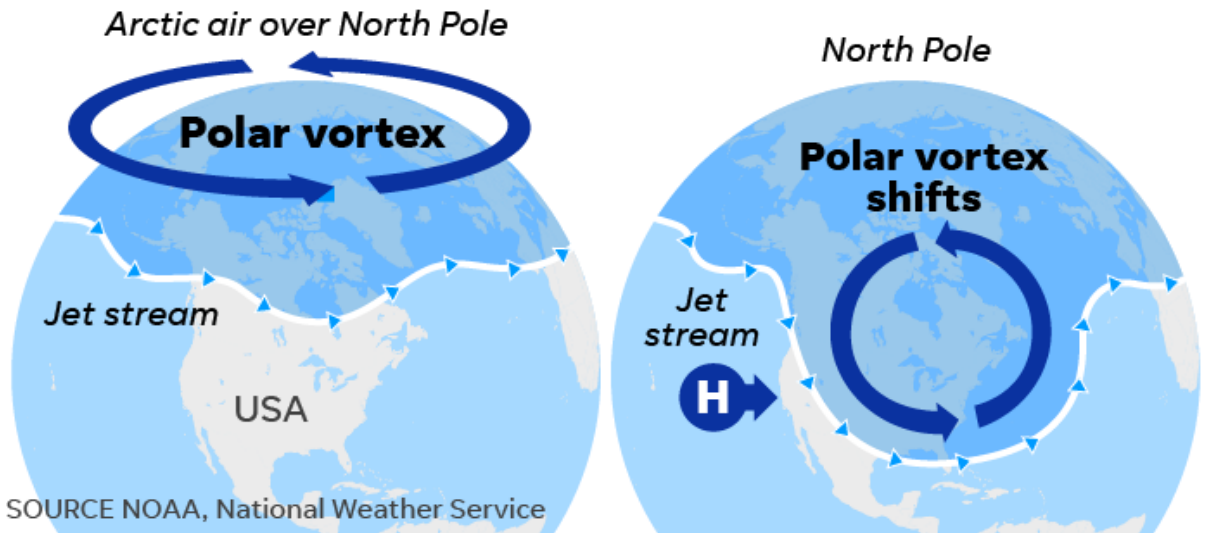 Arctic air over North Pole
Polar vortex
Jet stream
USA
SOURCE NOAA, National Weather Service
North Pole
Polar vortex
shifts
Jet
stream
H